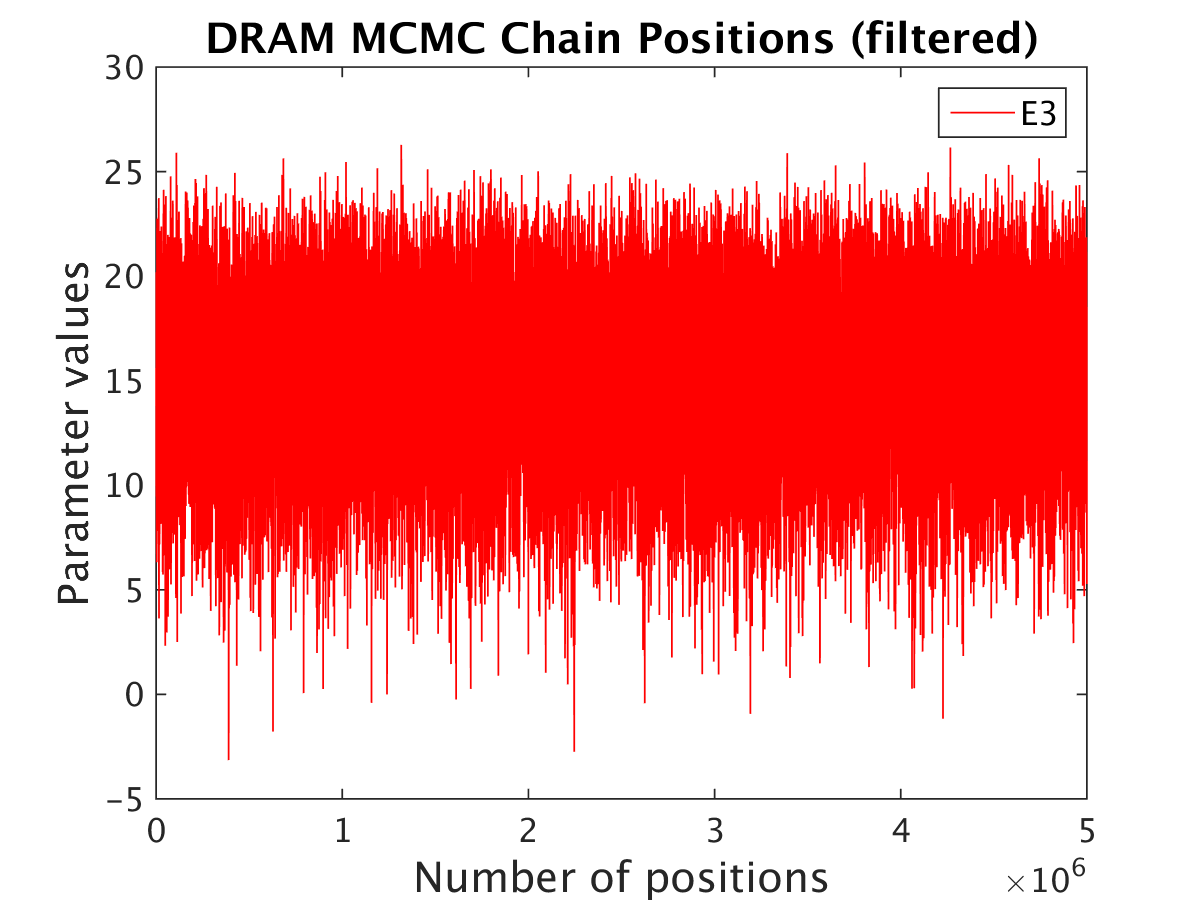 DRAM MCMC Chain Positions (filtered)
E3
Parameter values
30
25
20
15
10
5
0
−5
0 1 2 3 4 5
Number of positions
×10⁶